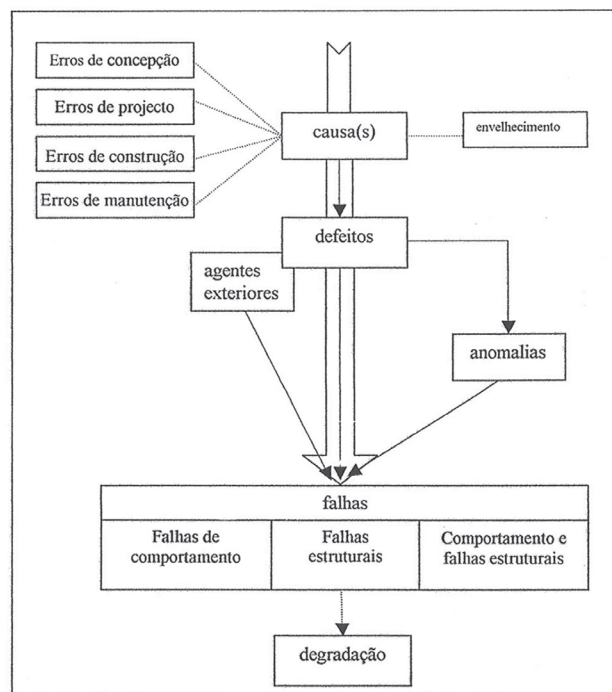 Erros de concepção
Erros de projecto
Erros de construção
Erros de manutenção
causa(s)
envelhecimento
defeitos
agentes
exteriores
anomalias
falhas
Falhas de
comportamento
Falhas
estruturais
Comportamento e
falhas estruturais
degradação